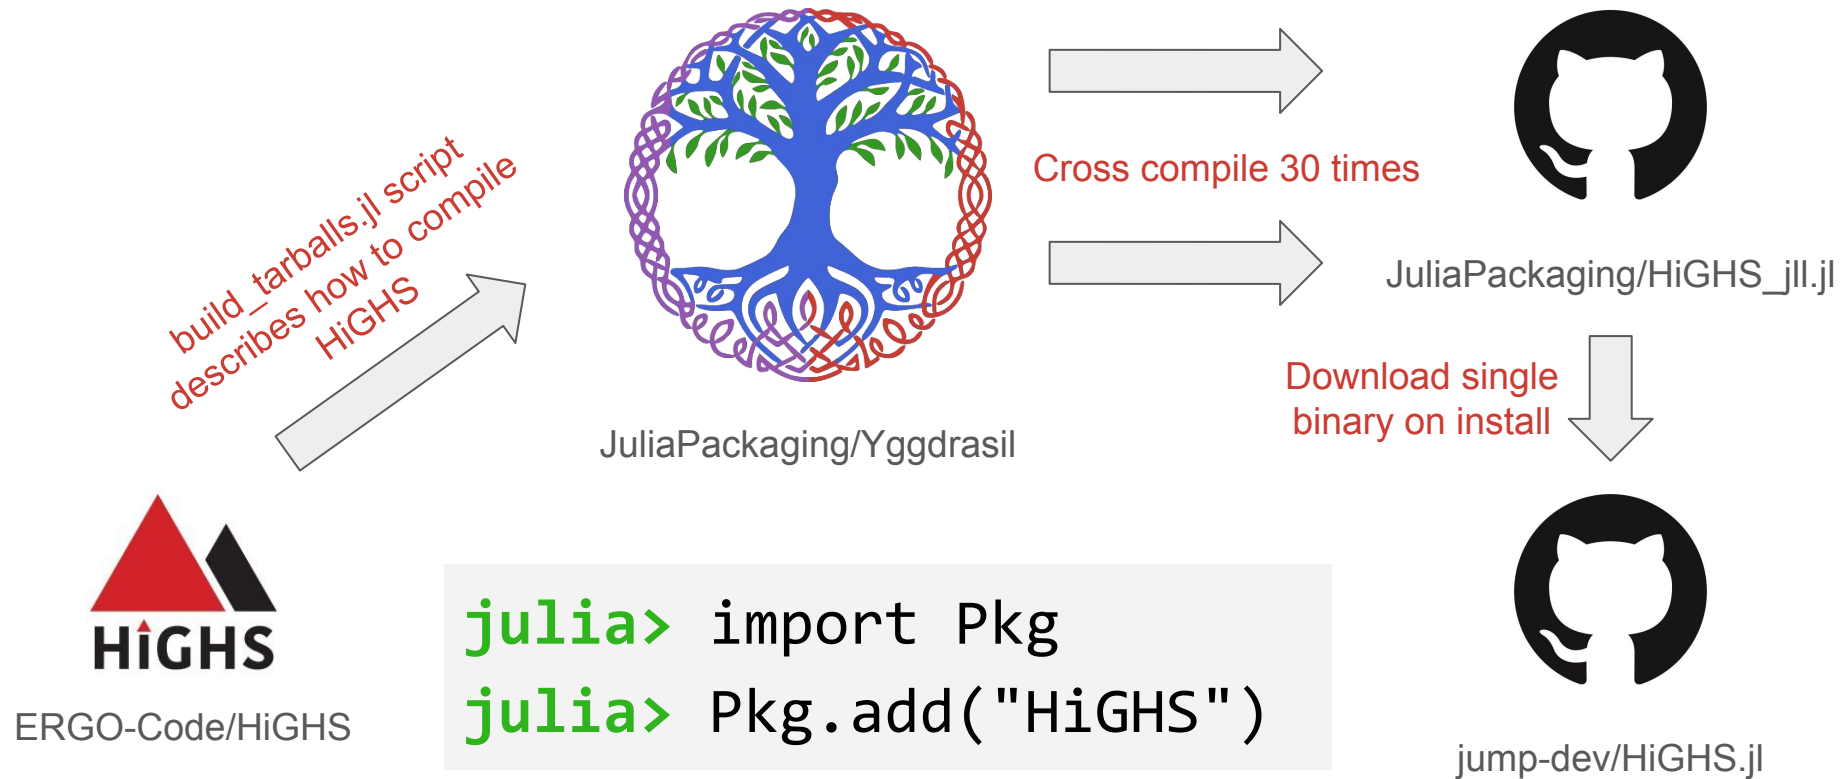 build_tarballs.jl script
describes how to compile
HiGHS
Cross compile 30 times
JuliaPackaging/HiGHS_jll.jl
Download single
binary on install
JuliaPackaging/Yggdrasil
HiGHS
ERGO-Code/HiGHS
julia> import Pkg
julia> Pkg.add("HiGHS")
jump-dev/HiGHS.jl